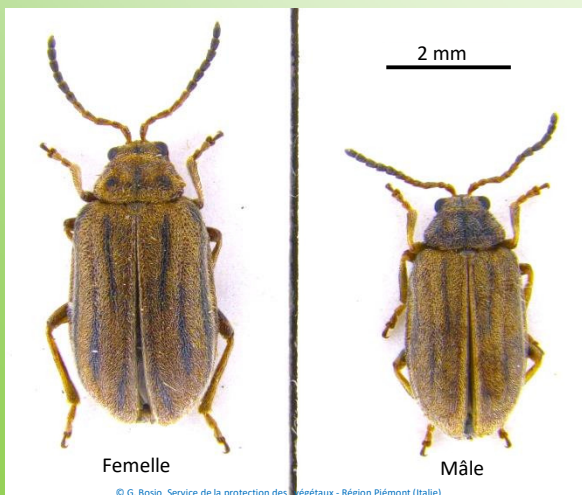 2 mm
Femelle
Mâle
© G. Bosio, Service de la protection des végétaux - Région Piémont (Italie)